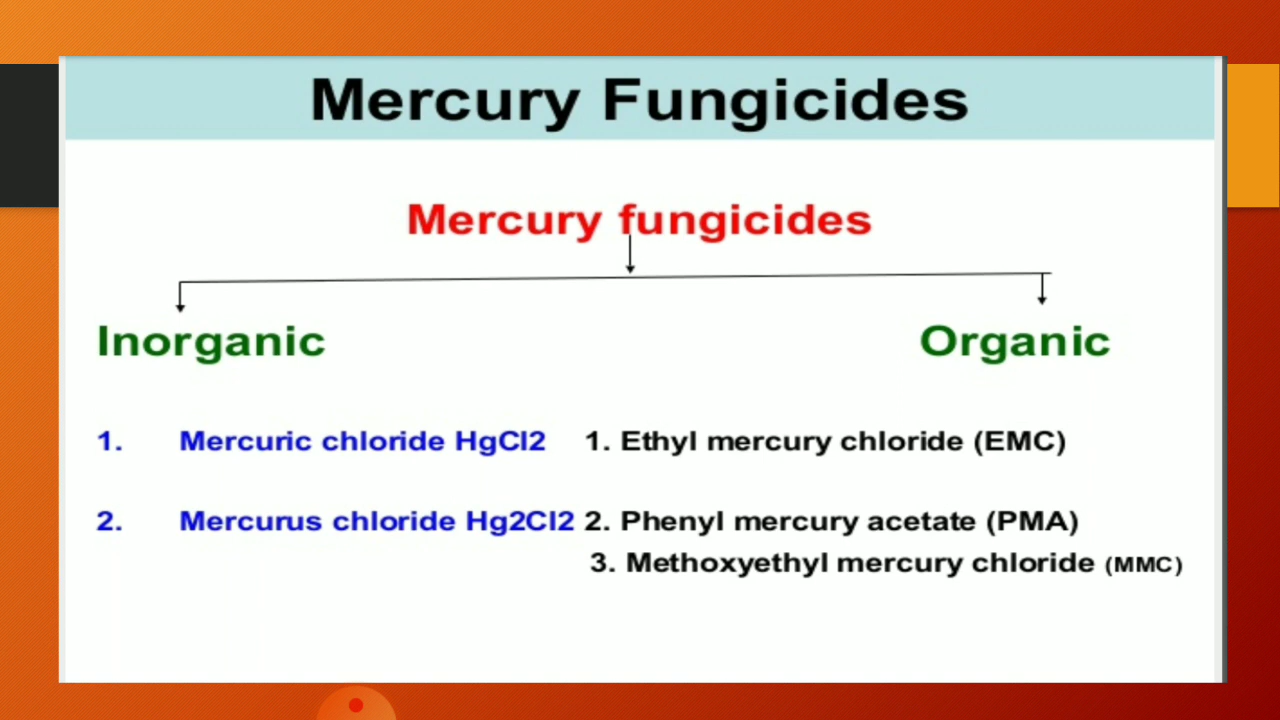 Mercury Fungicides
Mercury fungicides
Inorganic Organic
1. Mercuric chloride HgCl2 1. Ethyl mercury chloride (EMC)
2. Mercurus chloride Hg2Cl2 2. Phenyl mercury acetate (PMA)
3. Methoxyethyl mercury chloride (MMC)